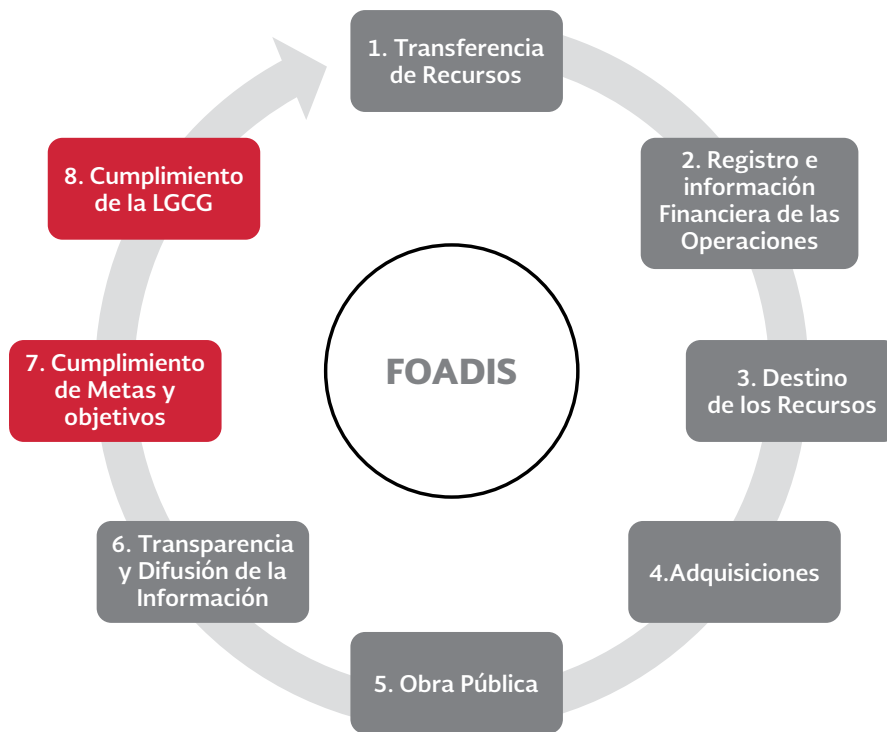 1. Transferencia
de Recursos
2. Registro e
información
Financiera de las
Operaciones
3. Destino
de los Recursos
4.Adquisiciones
5. Obra Pública
6. Transparencia
y Difusión de la
Información
7. Cumplimiento
de Metas y
objetivos
8. Cumplimiento
de la LGCG
FOADIS